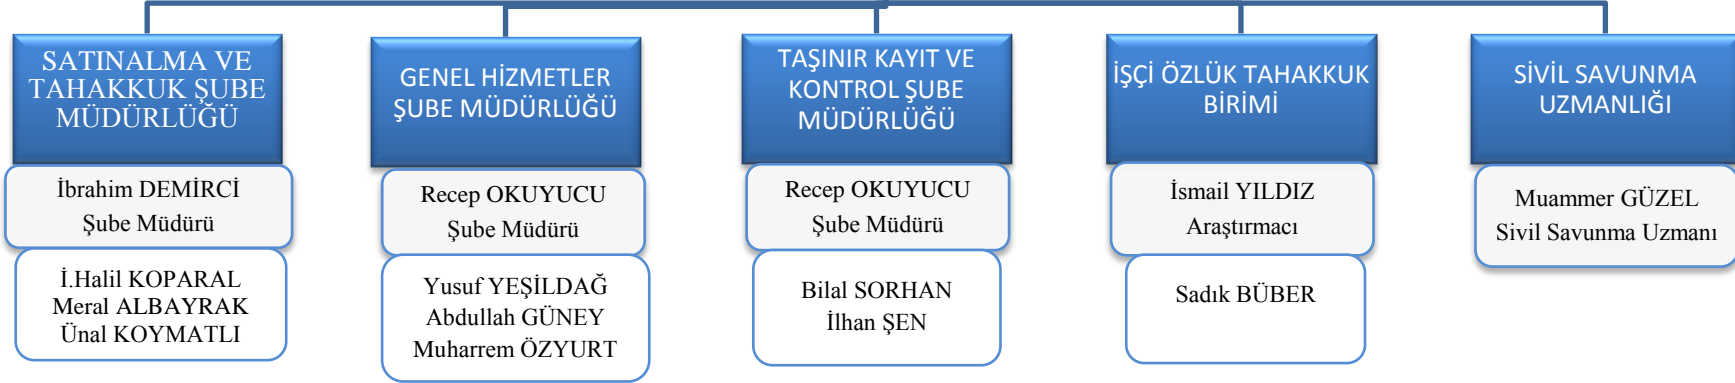 SATINALMA VE
TAHAKKUK ŞUBE
MÜDÜRLÜĞÜ
İbrahim DEMİRCİ
Şube Müdürü
İ.Halil KOPARAL
Meral ALBAYRAK
Ünal KOYMATLI
GENEL HİZMETLER
ŞUBE MÜDÜRLÜĞÜ
Recep OKUYUCU
Şube Müdürü
Yusuf YEŞİLDAĞ
Abdullah GÜNEY
Muharrem ÖZYURT
TAŞINIR KAYIT VE
KONTROL ŞUBE
MÜDÜRLÜĞÜ
Recep OKUYUCU
Şube Müdürü
Bilal SORHAN
İlhan ŞEN
İŞÇİ ÖZLÜK TAHAKKUK
BİRİMİ
İsmail YILDIZ
Araştırmacı
Sadık BÜBER
SİVİL SAVUNMA
UZMANLIĞI
Muammer GÜZEL
Sivil Savunma Uzmanı